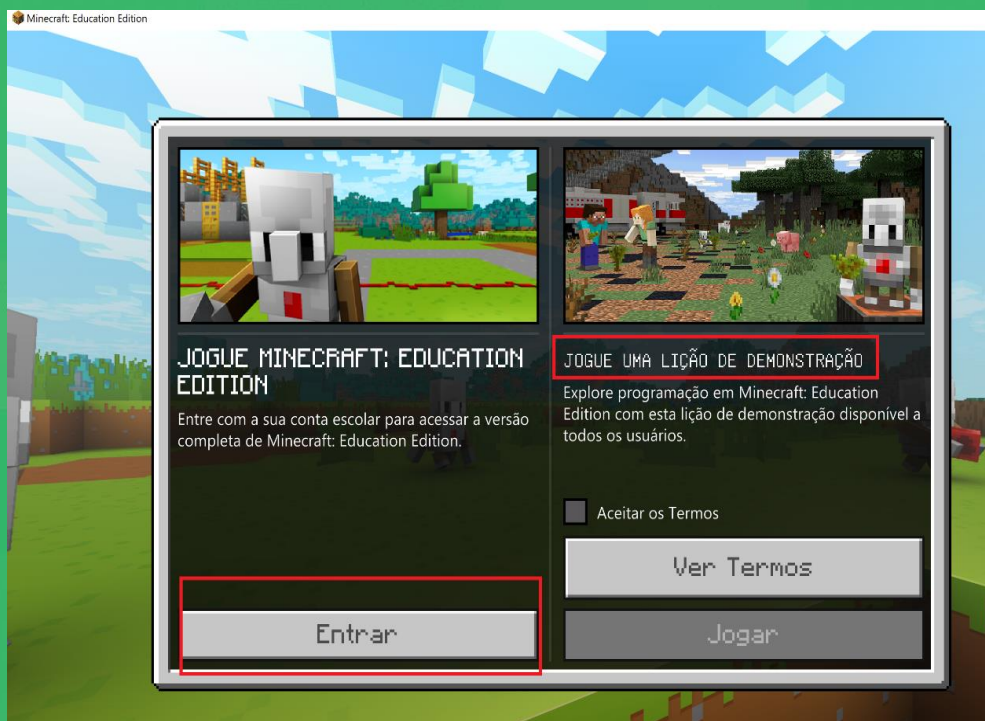 Minecraft: Education Edition
JOGUE MINECRAFT: EDUCATION
EDITION
Entre com a sua conta escolar para acessar a versão
completa de Minecraft: Education Edition.
Entrar
JOGUE UMA LIÇÃO DE DEMONSTRAÇÃO
Explore programação em Minecraft: Education
Edition com esta lição de demonstração disponível a
todos os usuários.
Aceitar os Termos
Ver Termos
Jogar